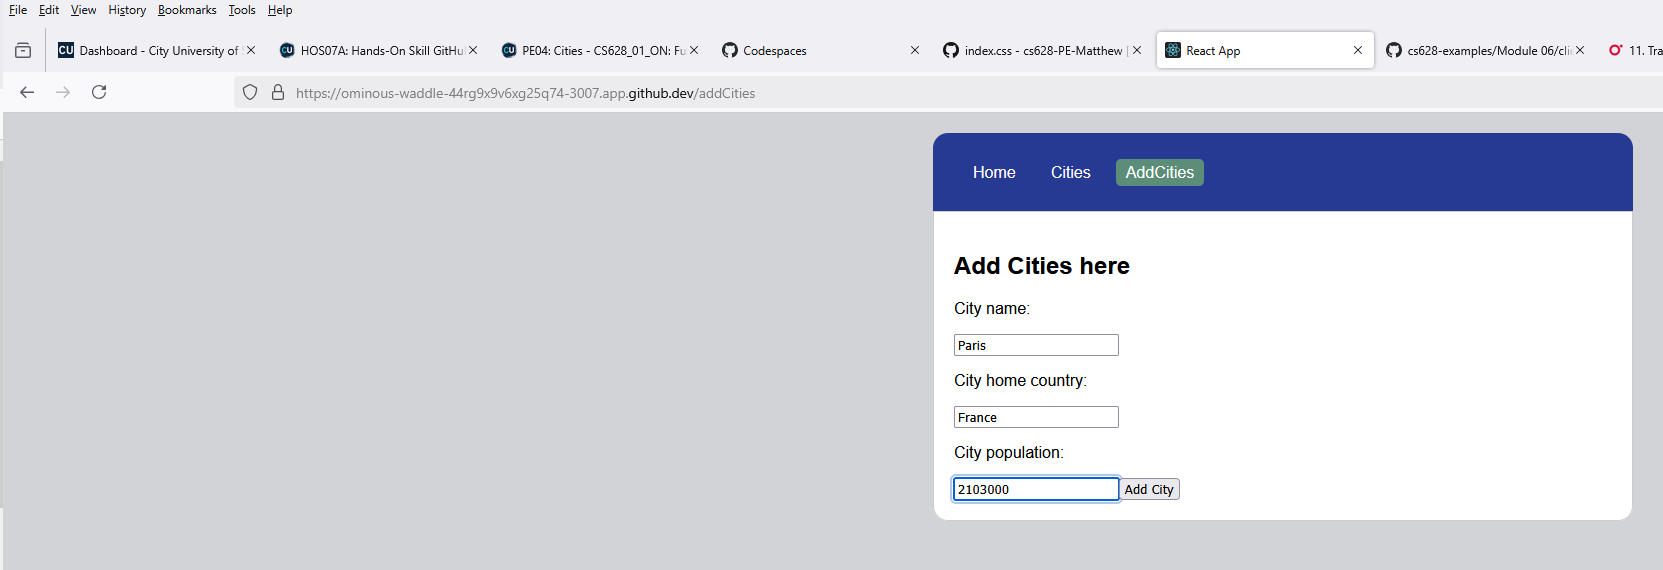 File Edit View History Bookmarks Tools Help
Dashboard - City University of HOS07A: Hands-On Skill GitHu PE04: Cities - CS628_01_ON: Fu Codespaces index.css - cs628-PE-Matthew React App cs628-examples/Module 06/clie 11. Tra
https://ominous-waddle-44rg9x9v6xg25q74-3007.app.github.dev/addCities
Home Cities AddCities
Add Cities here
City name:
Paris
City home country:
France
City population:
2103000 Add City